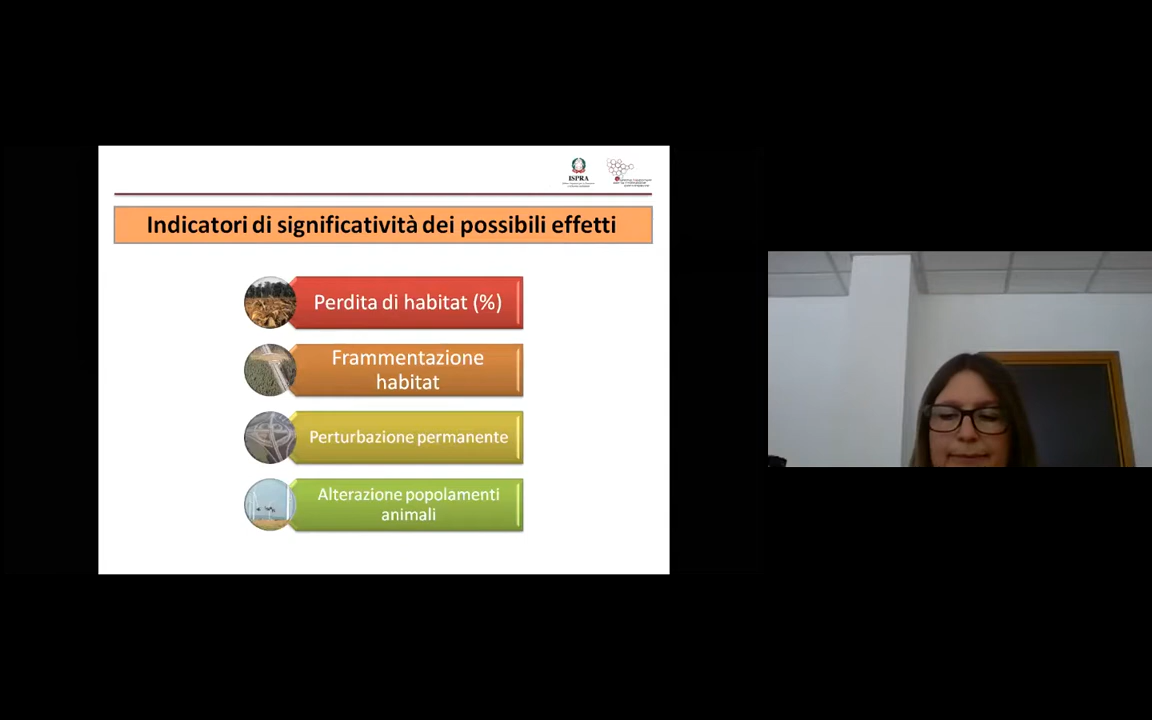 ISPRA
Indicatori di significatività dei possibili effetti
Perdita di habitat (%)
Frammentazione
habitat
Perturbazione permanente
Alterazione popolamenti
animali